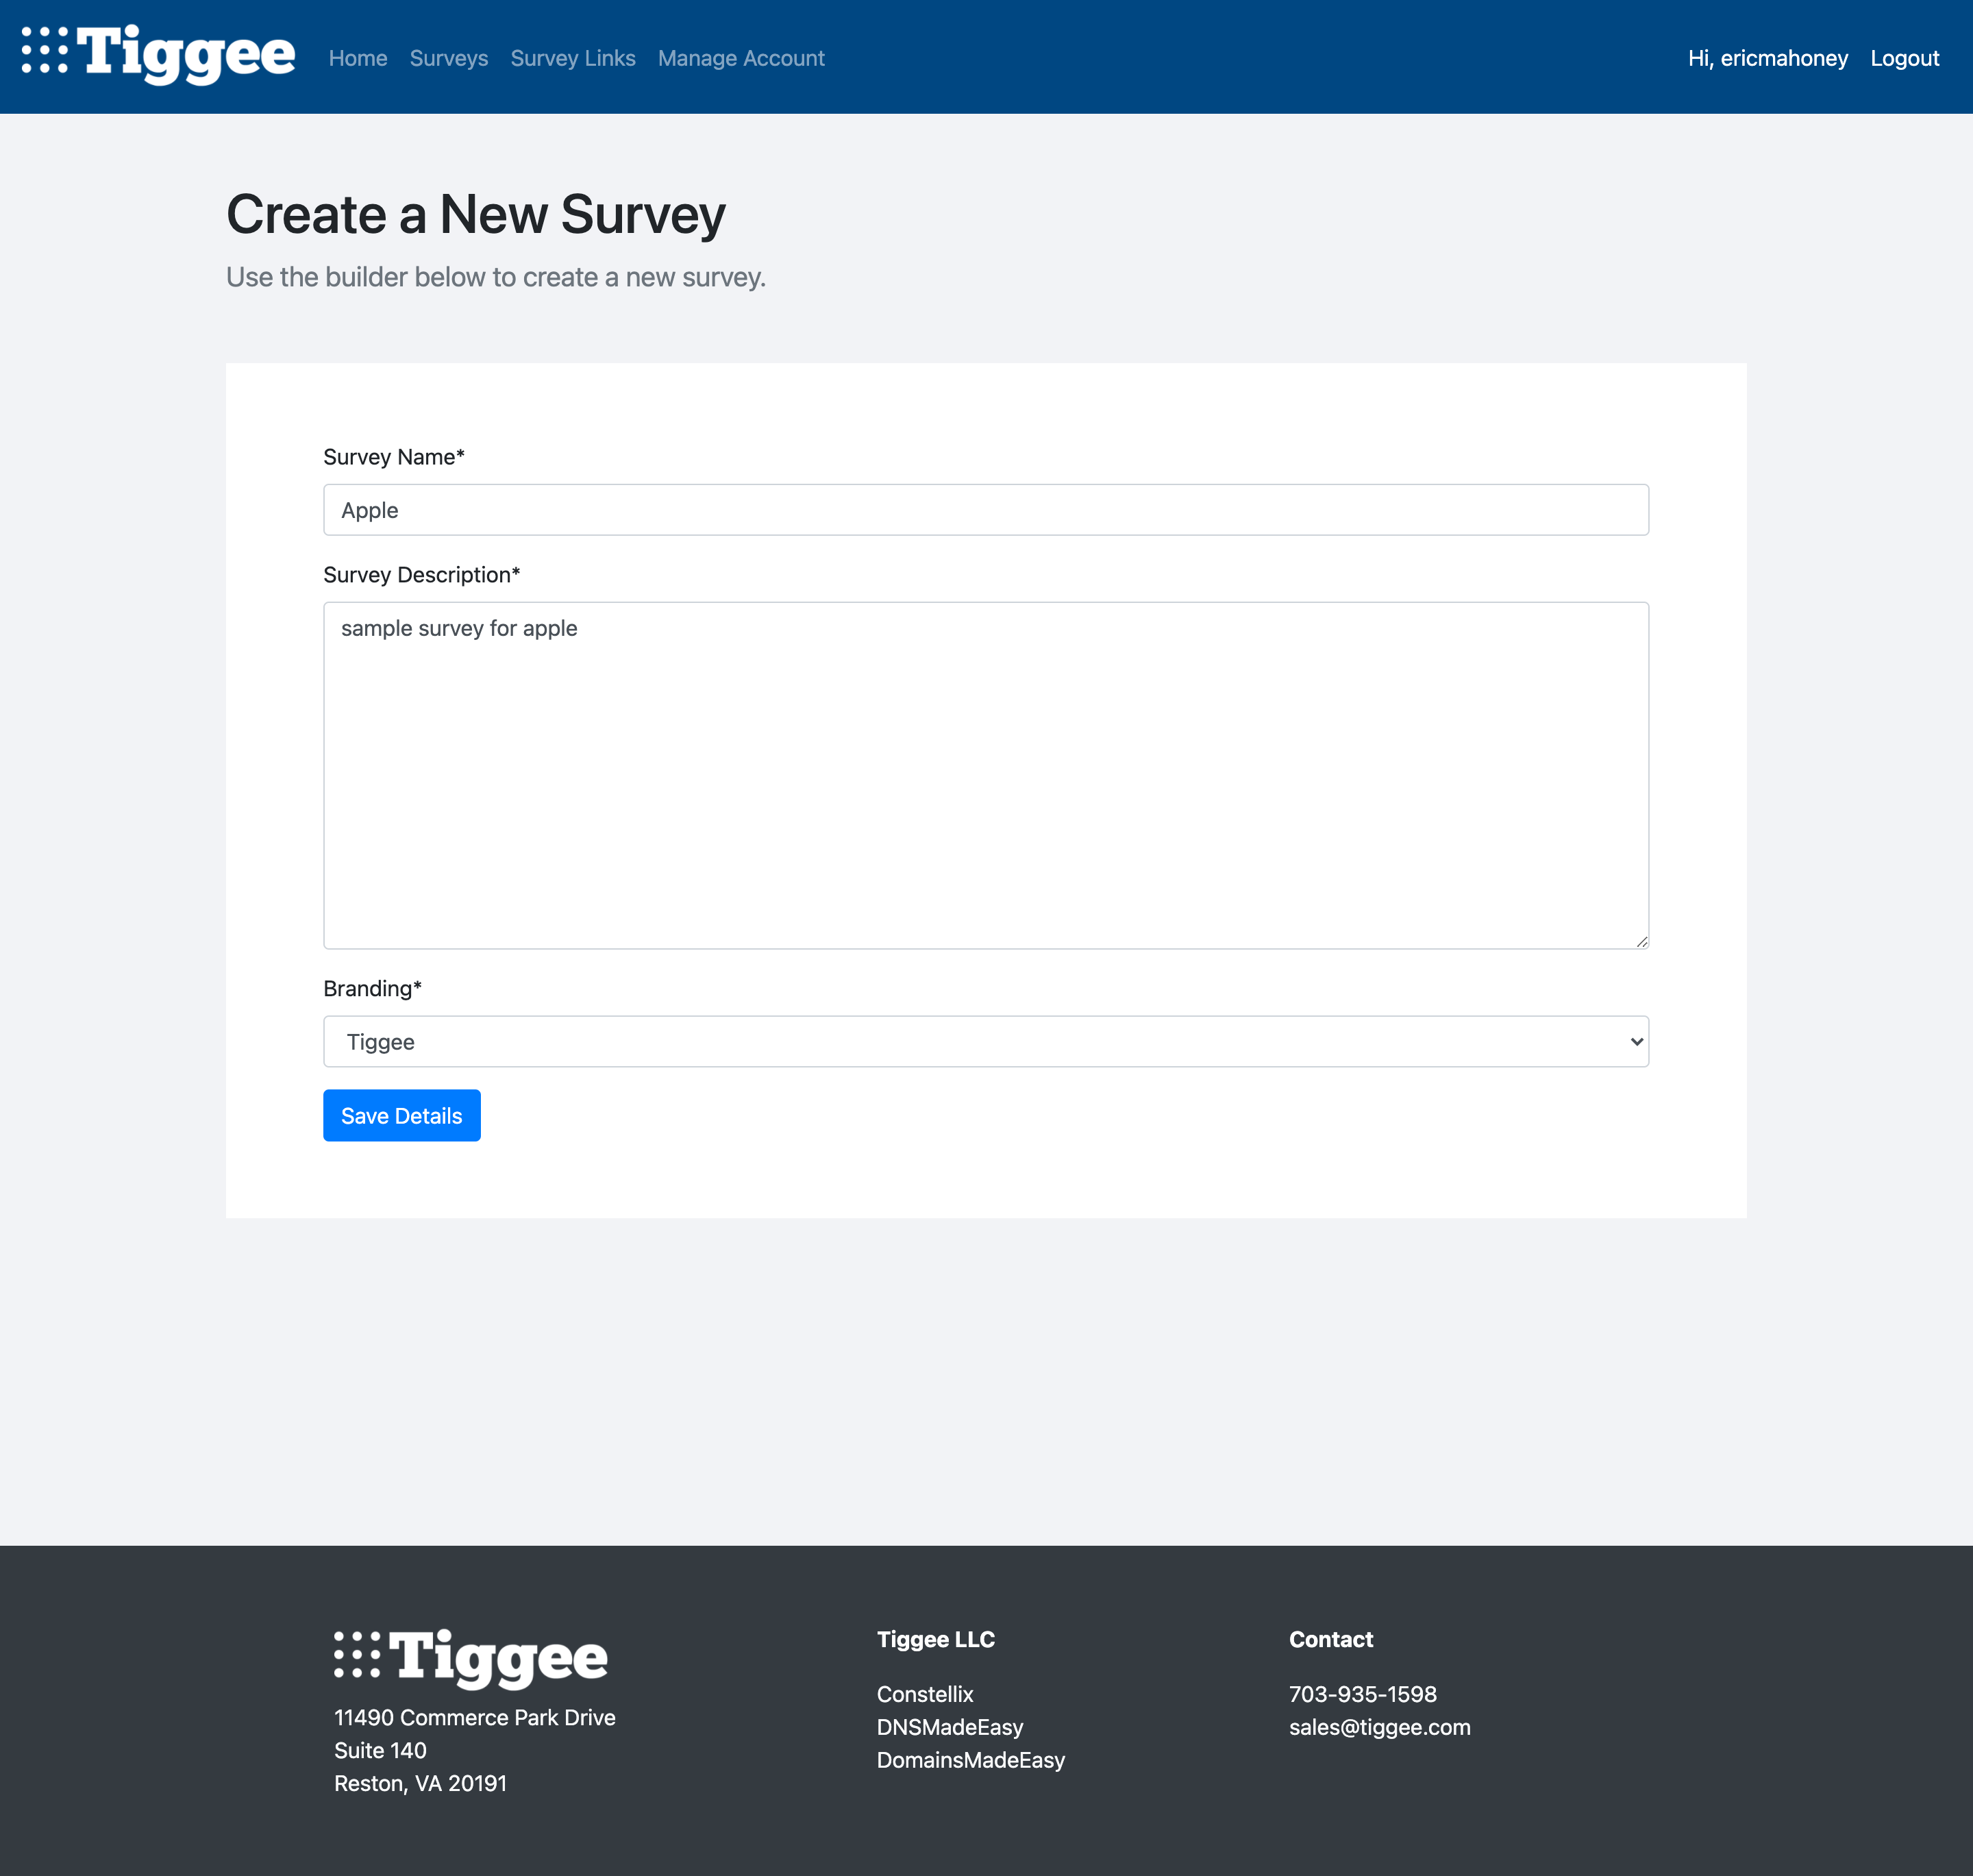 Tiggee
Home Surveys Survey Links Manage Account Hi, ericmahoney Logout
Create a New Survey
Use the builder below to create a new survey.
Survey Name*
Apple
Survey Description*
sample survey for apple
Branding*
Tiggee
Save Details
Tiggee
11490 Commerce Park Drive
Suite 140
Reston, VA 20191
Tiggee LLC
Constellix
DNSMadeEasy
DomainsMadeEasy
Contact
703-935-1598
sales@tiggee.com